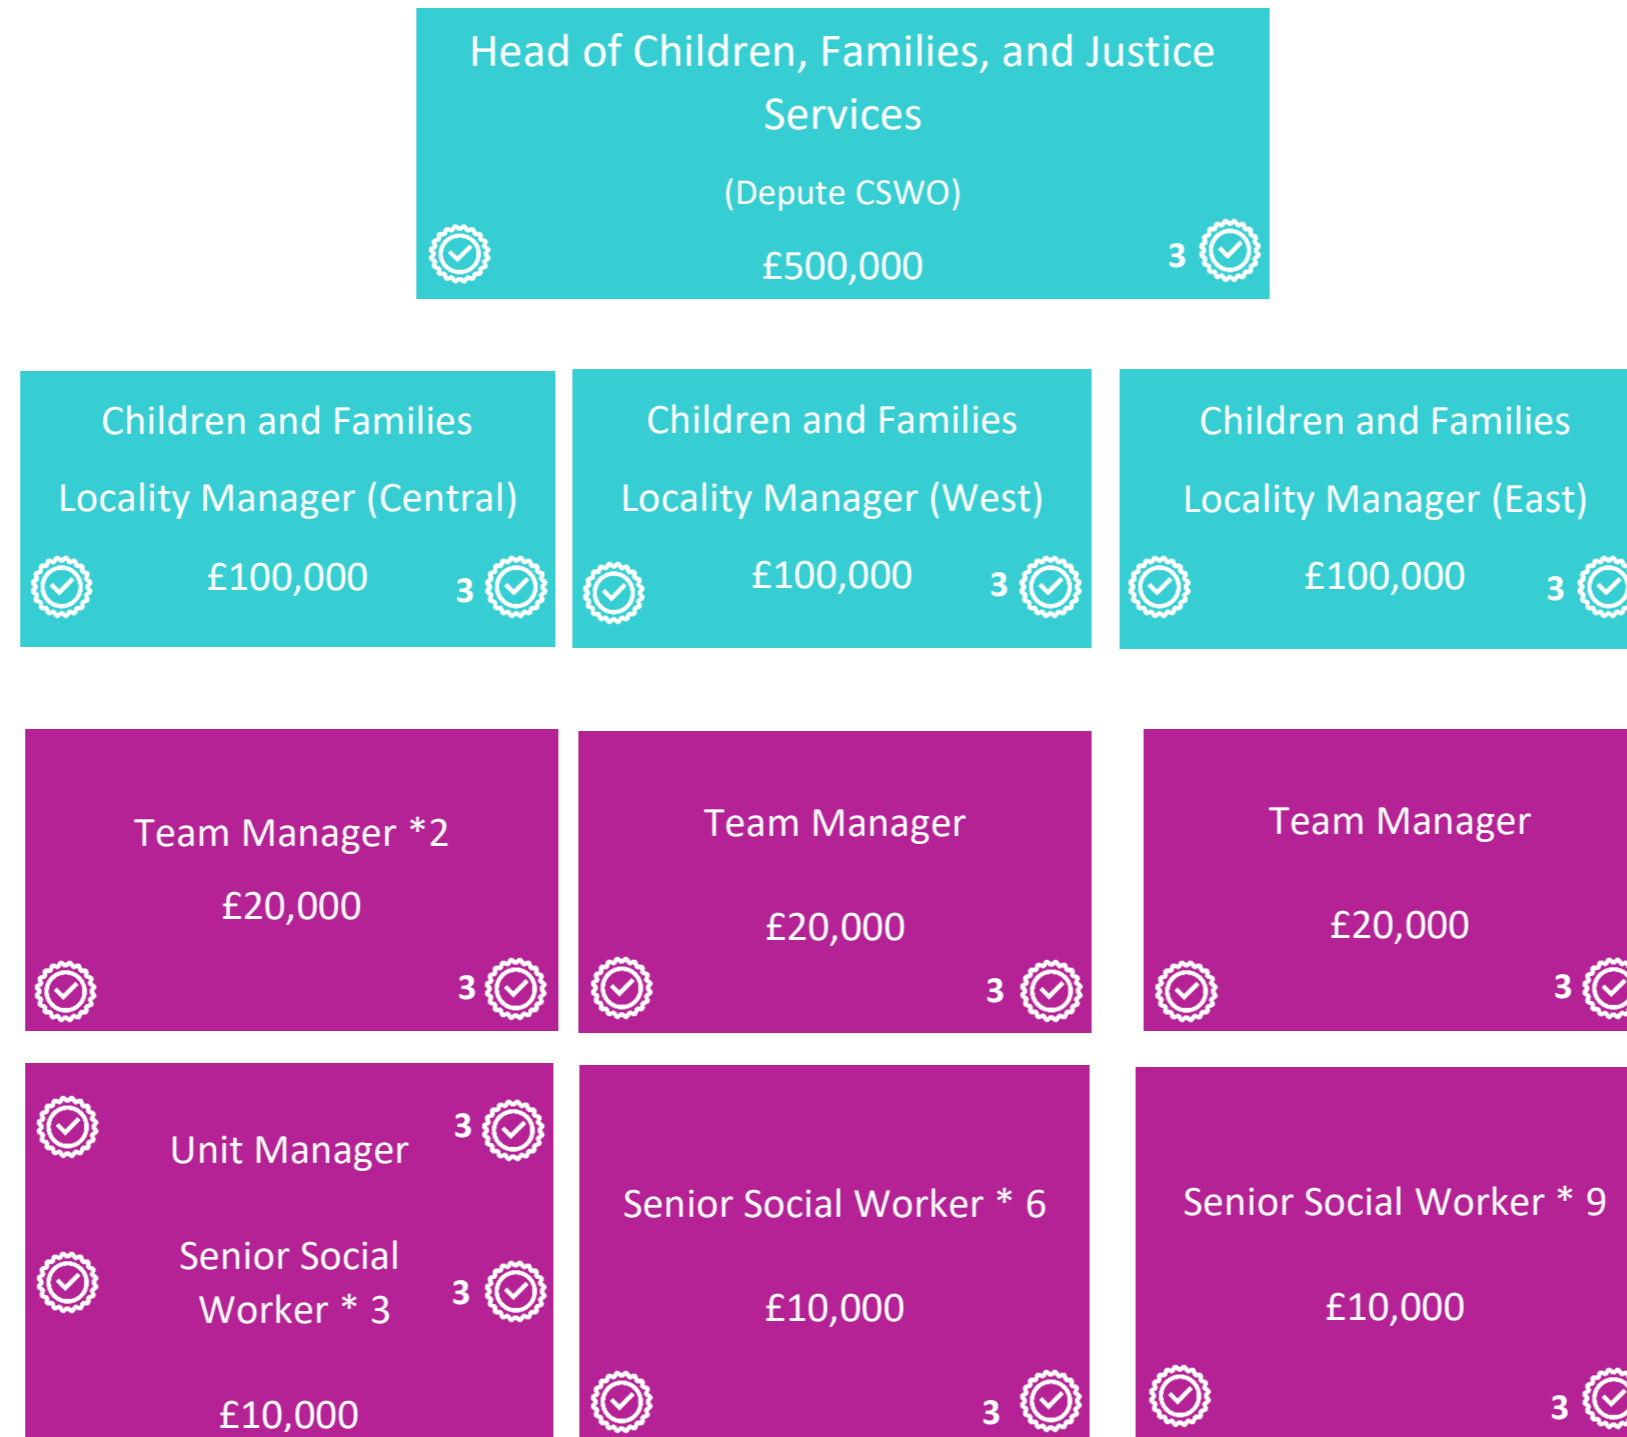 Head of Children, Families, and Justice
Services
(Depute CSWO)
£500,000
3
Children and Families
Locality Manager (Central)
£100,000
3
Children and Families
Locality Manager (West)
£100,000
3
Children and Families
Locality Manager (East)
£100,000
3
Team Manager *2
£20,000
3
Team Manager
£20,000
3
Team Manager
£20,000
3
3
Unit Manager
Senior Social
Worker * 3
3
£10,000
Senior Social Worker * 6
£10,000
3
Senior Social Worker * 9
£10,000
3